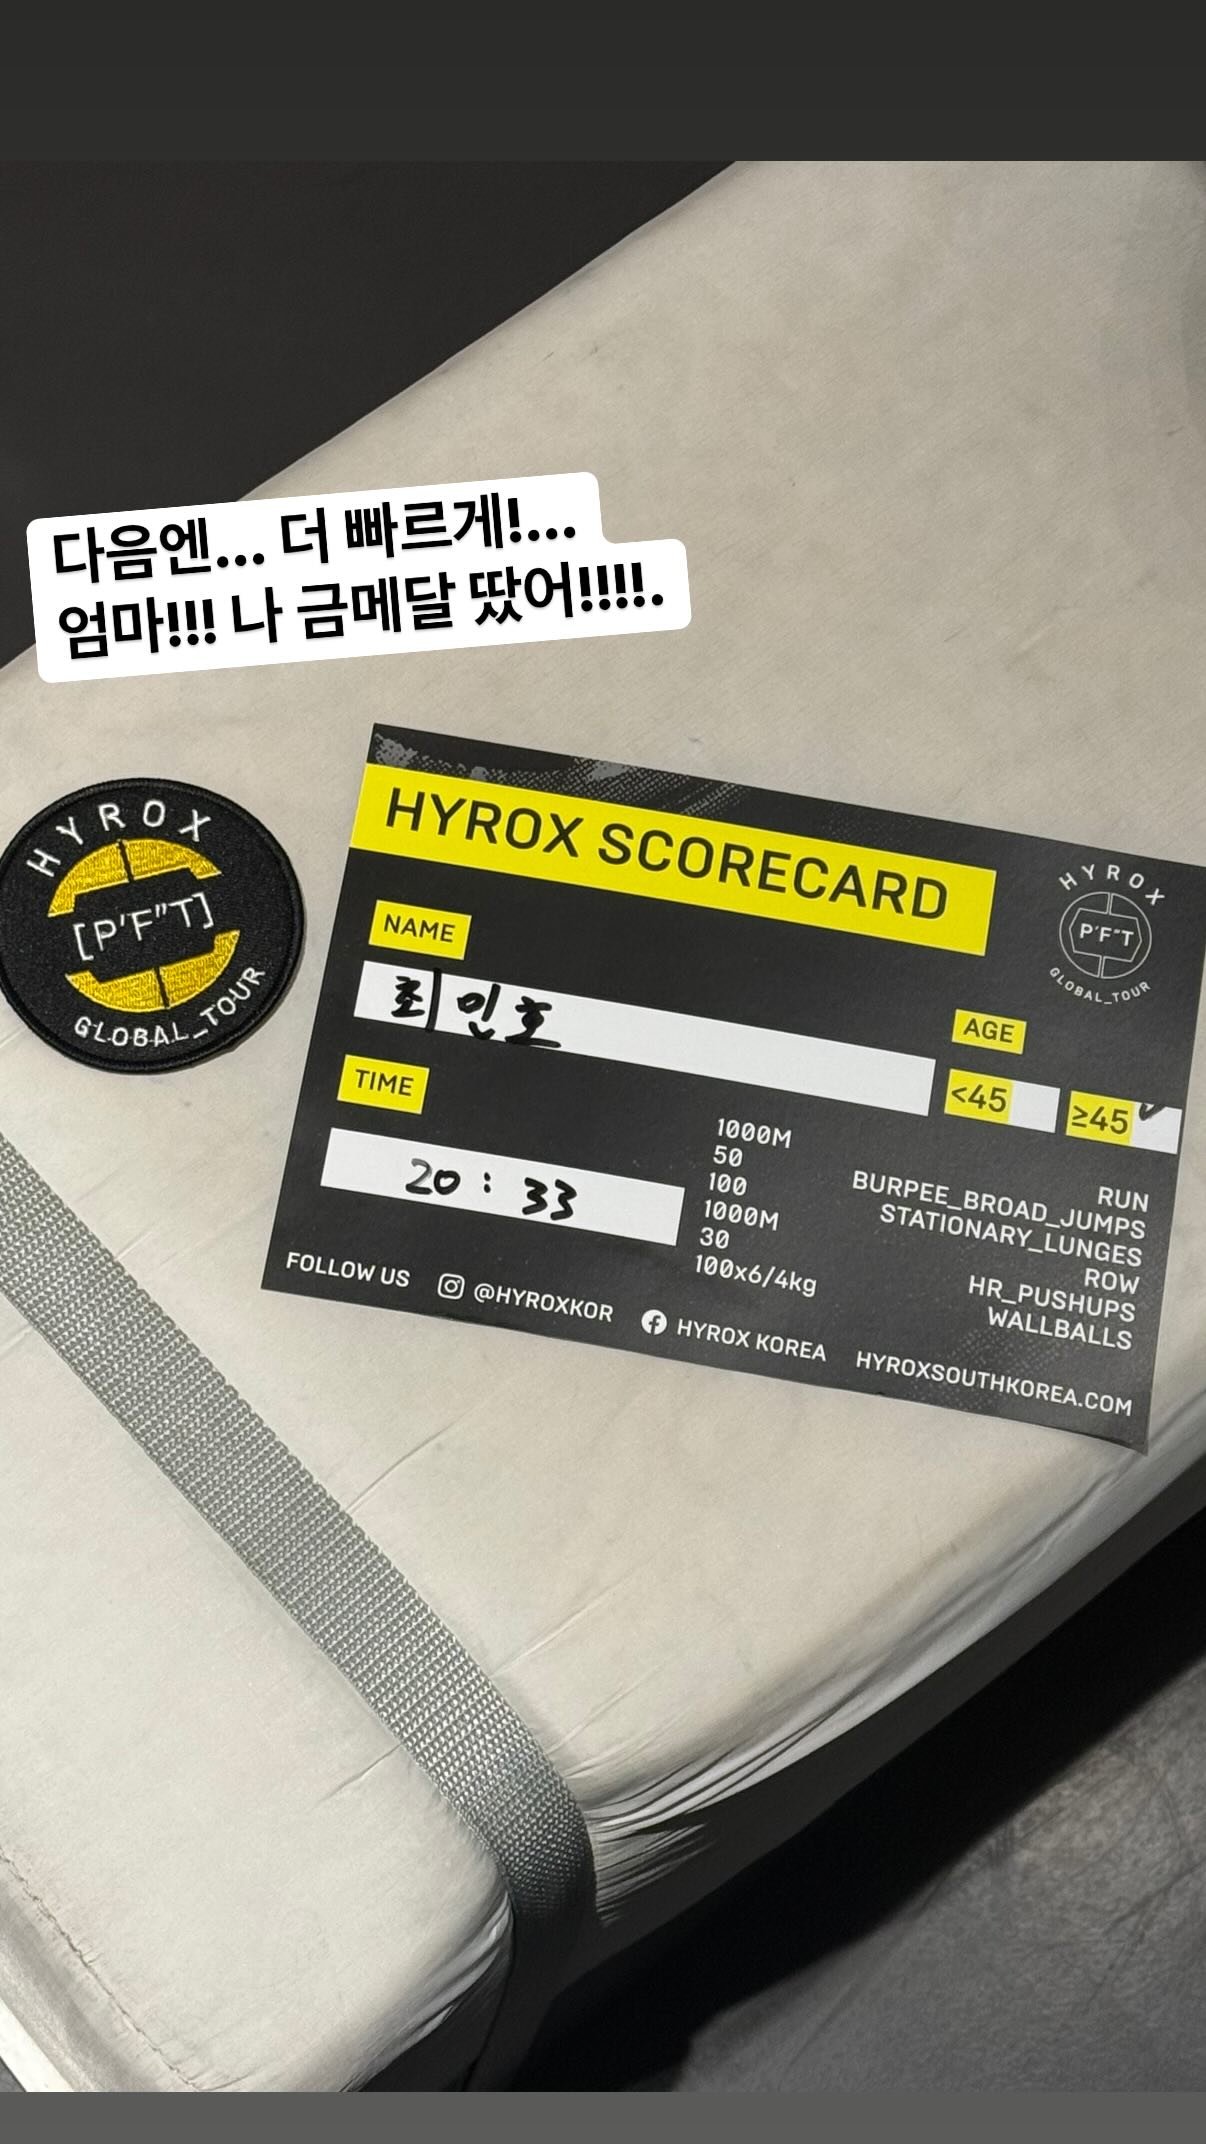 다음엔... 더 빠르게!...
엄마!!! 나 금메달 땄어!!!!.
HYROX
[P'F"T]
GLOBAL_TOUR
HYROX SCORECARD
HYROX
P'F"T
GLOBAL_TOUR
NAME
최민호
AGE
<45
≥45
TIME
20 : 33
1000M RUN
50 BURPEE_BROAD_JUMPS
100 STATIONARY_LUNGES
1000M ROW
30 HR_PUSHUPS
100x6/4kg WALLBALLS
FOLLOW US @HYROXKOR HYROX KOREA HYROXSOUTHKOREA.COM